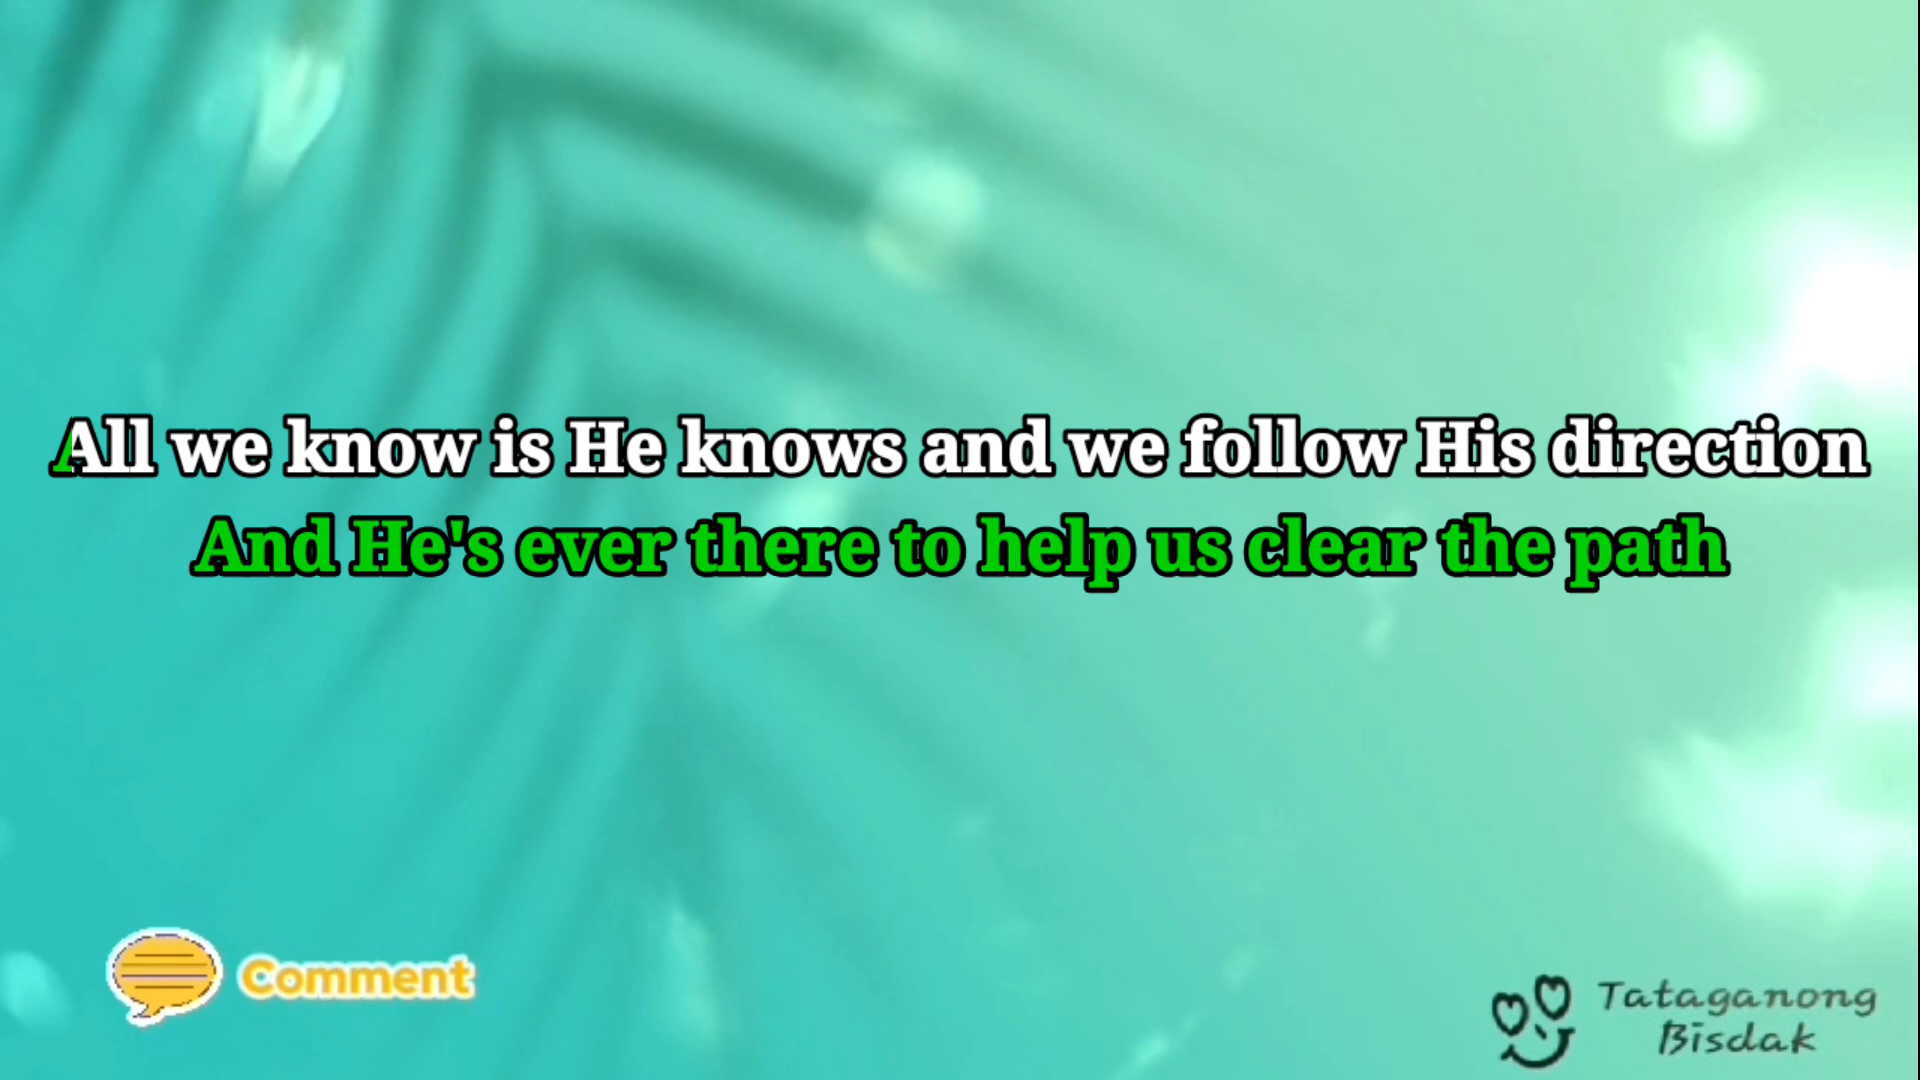 All we know is He knows and we follow His direction
And He's ever there to help us clear the path
Comment
Tataganong
Bisdak